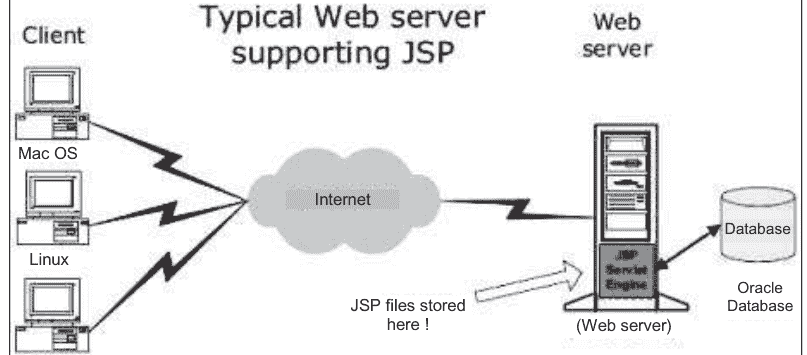 Typical Web server
supporting JSP
Client
Web
server
Mac OS
Linux
Internet
JSP
Servlet
Engine
Database
Oracle
Database
JSP files stored
here !
(Web server)